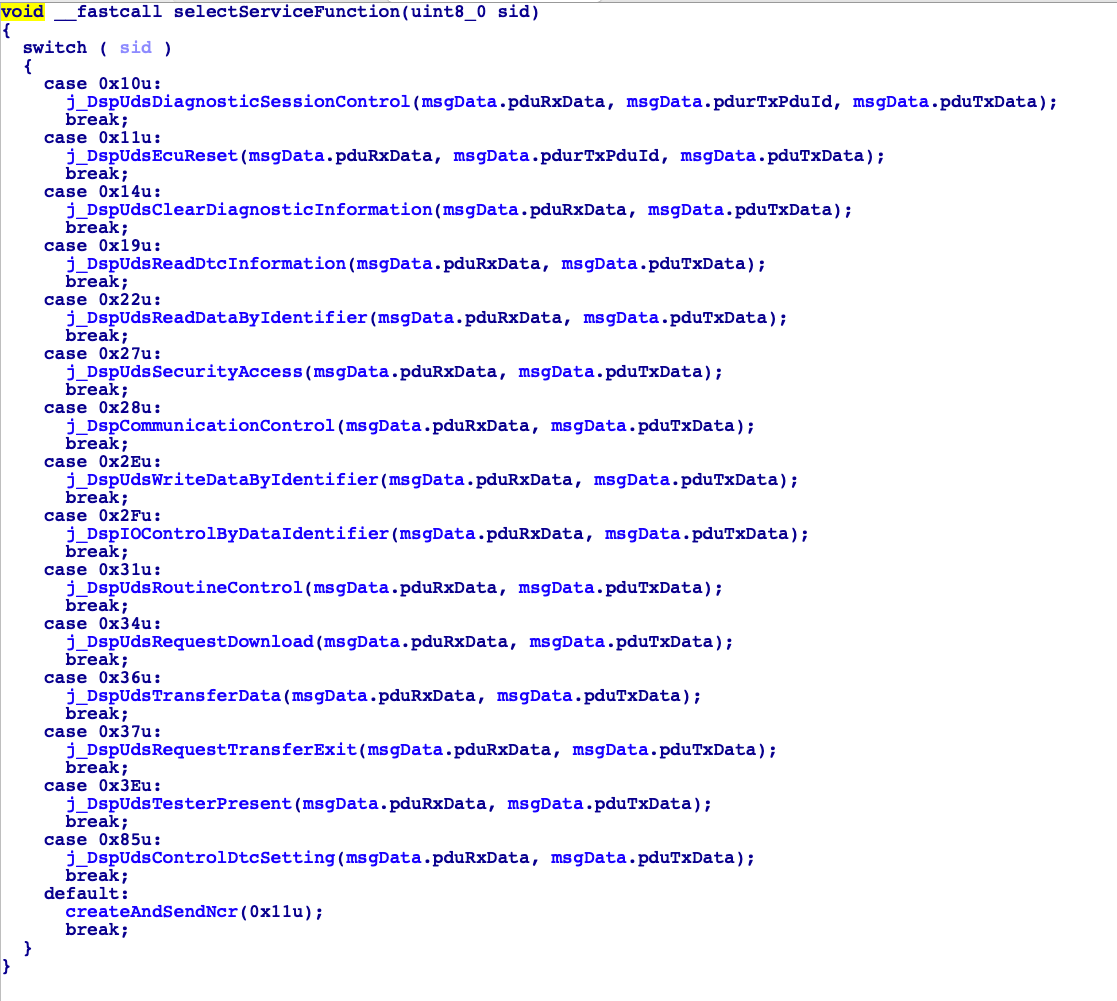 void __fastcall selectServiceFunction(uint8_0 sid)
{
  switch ( sid )
  {
    case 0x10u:
      j_DspUdsDiagnosticSessionControl(msgData.pduRxData, msgData.pdurTxPduId, msgData.pduTxData);
      break;
    case 0x11u:
      j_DspUdsEcuReset(msgData.pduRxData, msgData.pdurTxPduId, msgData.pduTxData);
      break;
    case 0x14u:
      j_DspUdsClearDiagnosticInformation(msgData.pduRxData, msgData.pduTxData);
      break;
    case 0x19u:
      j_DspUdsReadDtcInformation(msgData.pduRxData, msgData.pduTxData);
      break;
    case 0x22u:
      j_DspUdsReadDataByIdentifier(msgData.pduRxData, msgData.pduTxData);
      break;
    case 0x27u:
      j_DspUdsSecurityAccess(msgData.pduRxData, msgData.pduTxData);
      break;
    case 0x28u:
      j_DspCommunicationControl(msgData.pduRxData, msgData.pduTxData);
      break;
    case 0x2Eu:
      j_DspUdsWriteDataByIdentifier(msgData.pduRxData, msgData.pduTxData);
      break;
    case 0x2Fu:
      j_DspIOControlByDataIdentifier(msgData.pduRxData, msgData.pduTxData);
      break;
    case 0x31u:
      j_DspUdsRoutineControl(msgData.pduRxData, msgData.pduTxData);
      break;
    case 0x34u:
      j_DspUdsRequestDownload(msgData.pduRxData, msgData.pduTxData);
      break;
    case 0x36u:
      j_DspUdsTransferData(msgData.pduRxData, msgData.pduTxData);
      break;
    case 0x37u:
      j_DspUdsRequestTransferExit(msgData.pduRxData, msgData.pduTxData);
      break;
    case 0x3Eu:
      j_DspUdsTesterPresent(msgData.pduRxData, msgData.pduTxData);
      break;
    case 0x85u:
      j_DspUdsControlDtcSetting(msgData.pduRxData, msgData.pduTxData);
      break;
    default:
      createAndSendNcr(0x11u);
      break;
  }
}